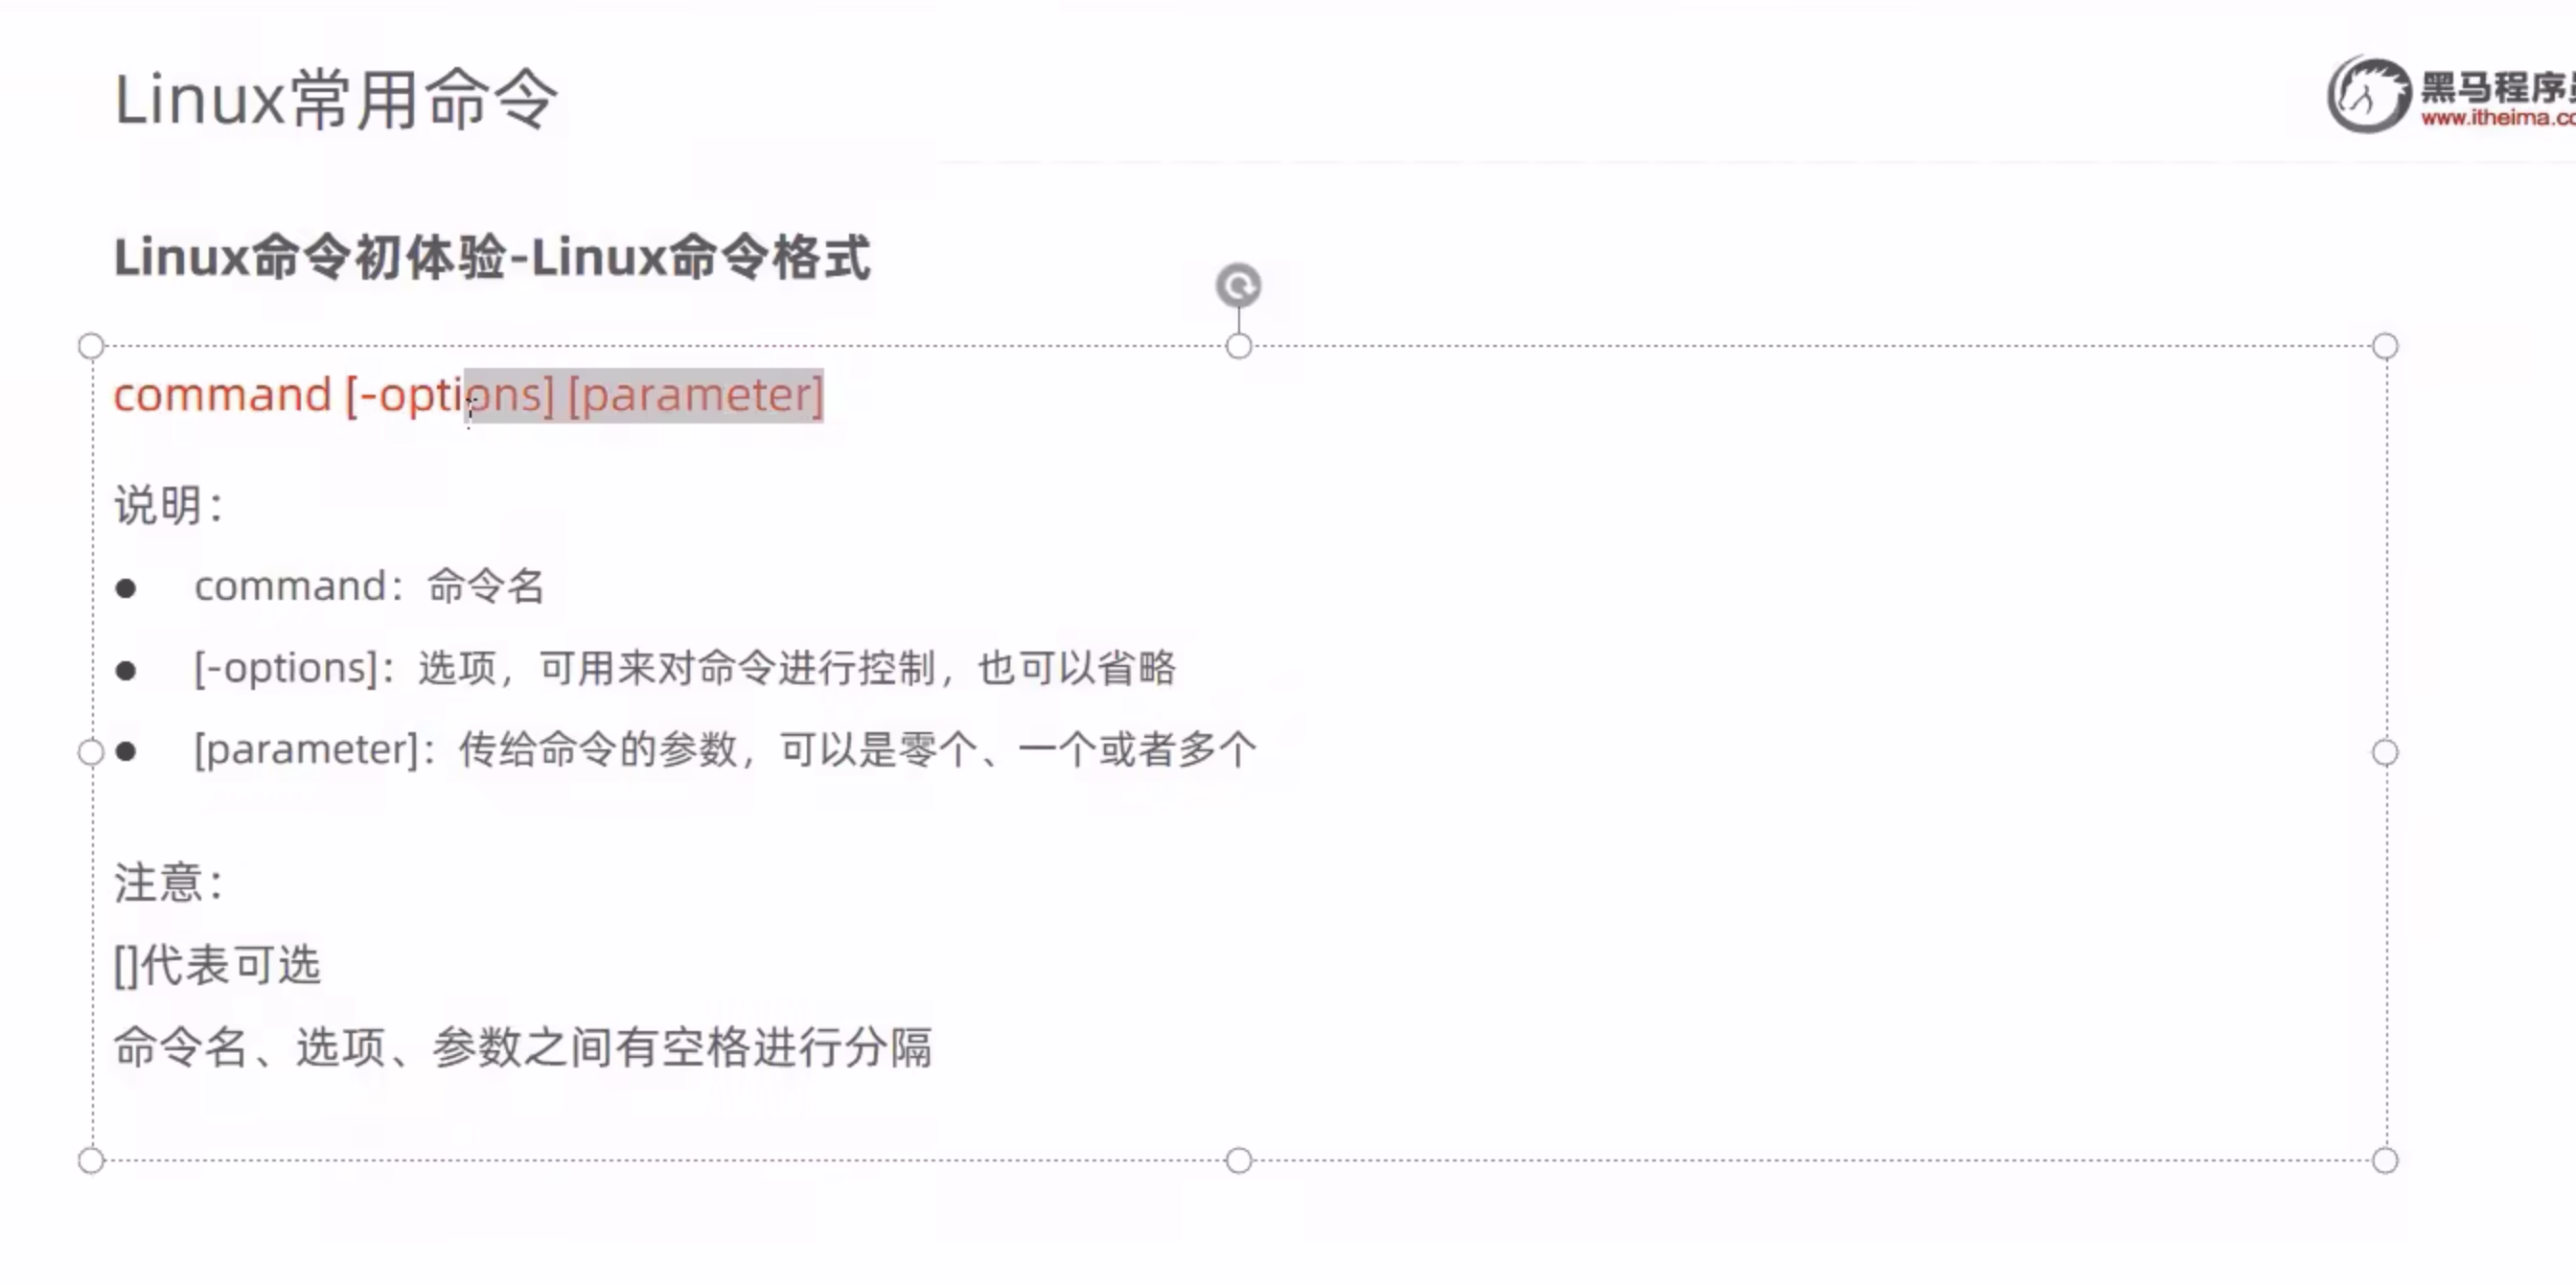 Linux常用命令
黑马程序员
www.itheima.co
Linux命令初体验-Linux命令格式
command [-options] [parameter]
说明：
● command：命令名
● [-options]：选项，可用来对命令进行控制，也可以省略
● [parameter]：传给命令的参数，可以是零个、一个或者多个
注意：
[]代表可选
命令名、选项、参数之间有空格进行分隔